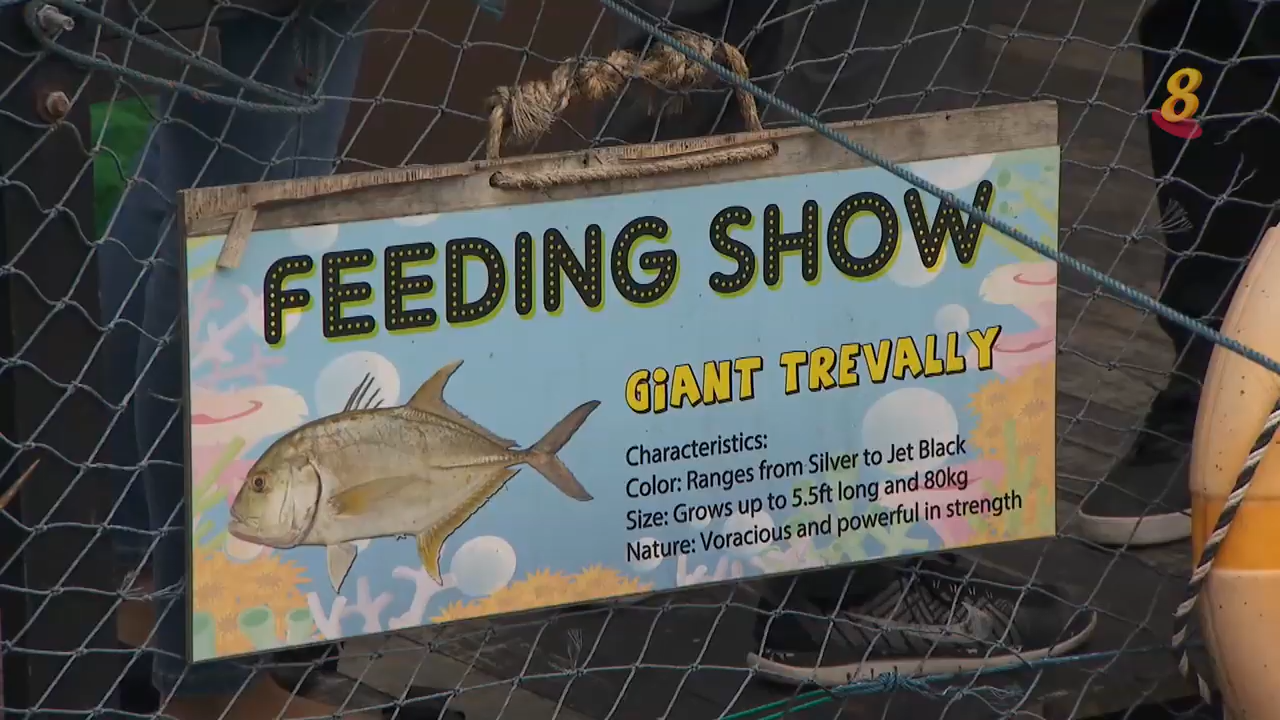 8
FEEDING SHOW
GiANT TREVALLY
Characteristics:
Color: Ranges from Silver to Jet Black
Size: Grows up to 5.5ft long and 80kg
Nature: Voracious and powerful in strength